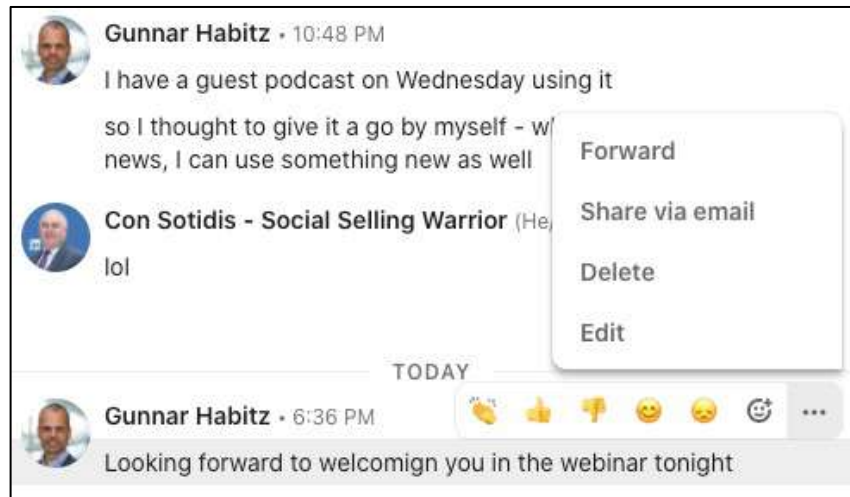 Gunnar Habitz • 10:48 PM
I have a guest podcast on Wednesday using it
so I thought to give it a go by myself -
news, I can use something new as well
Forward
Share via email
Delete
Edit
Con Sotidis - Social Selling Warrior (He/
lol
TODAY
Gunnar Habitz • 6:36 PM
Looking forward to welcomign you in the webinar tonight